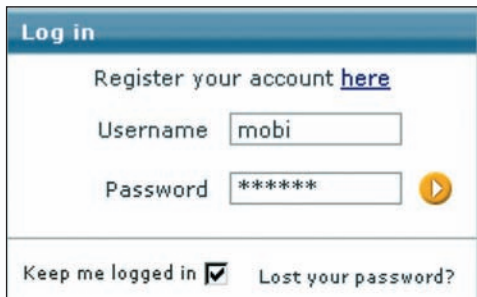 Log in
Register your account here
Username mobi
Password ******
Keep me logged in Lost your password?